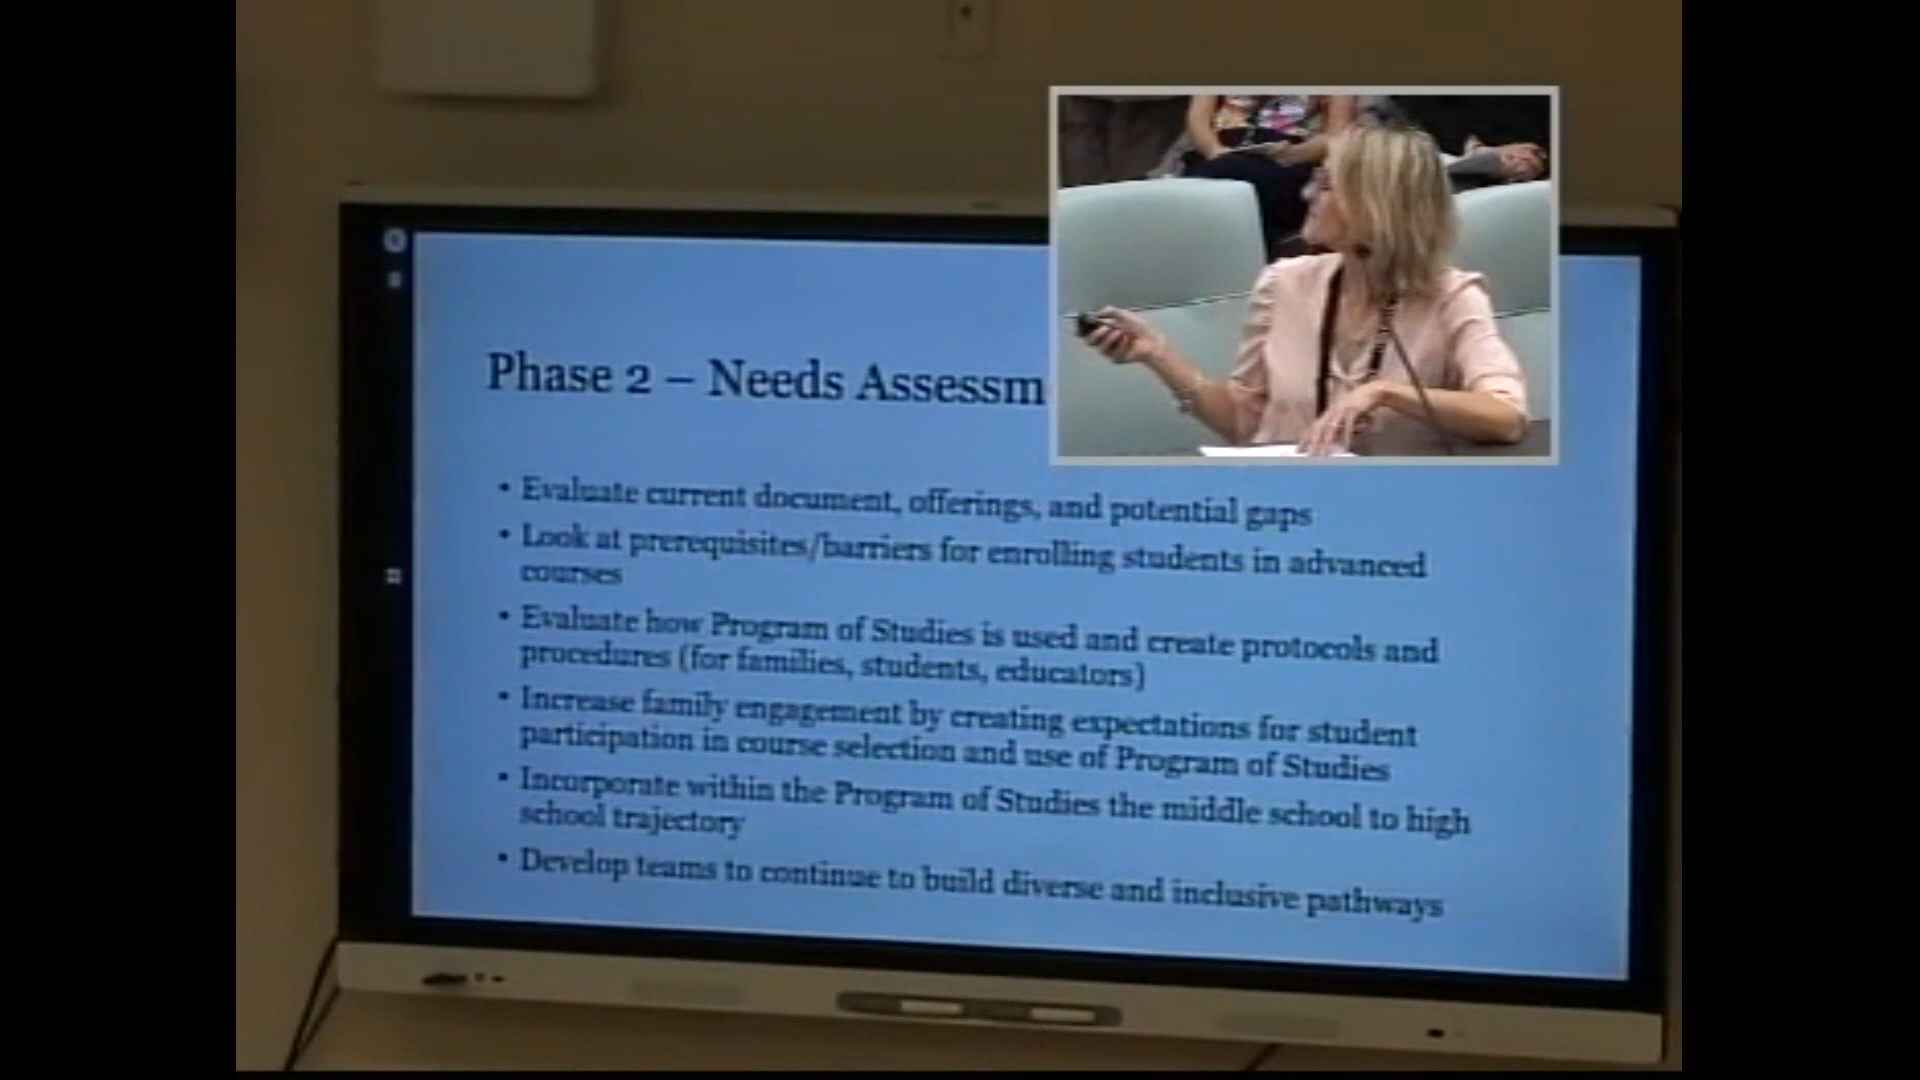 Phase 2 – Needs Assessm
• Evaluate current document, offerings, and potential gaps
• Look at prerequisites/barriers for enrolling students in advanced
courses
• Evaluate how Program of Studies is used and create protocols and
procedures (for families, students, educators)
• Increase family engagement by creating expectations for student
participation in course selection and use of Program of Studies
• Incorporate within the Program of Studies the middle school to high
school trajectory
• Develop teams to continue to build diverse and inclusive pathways